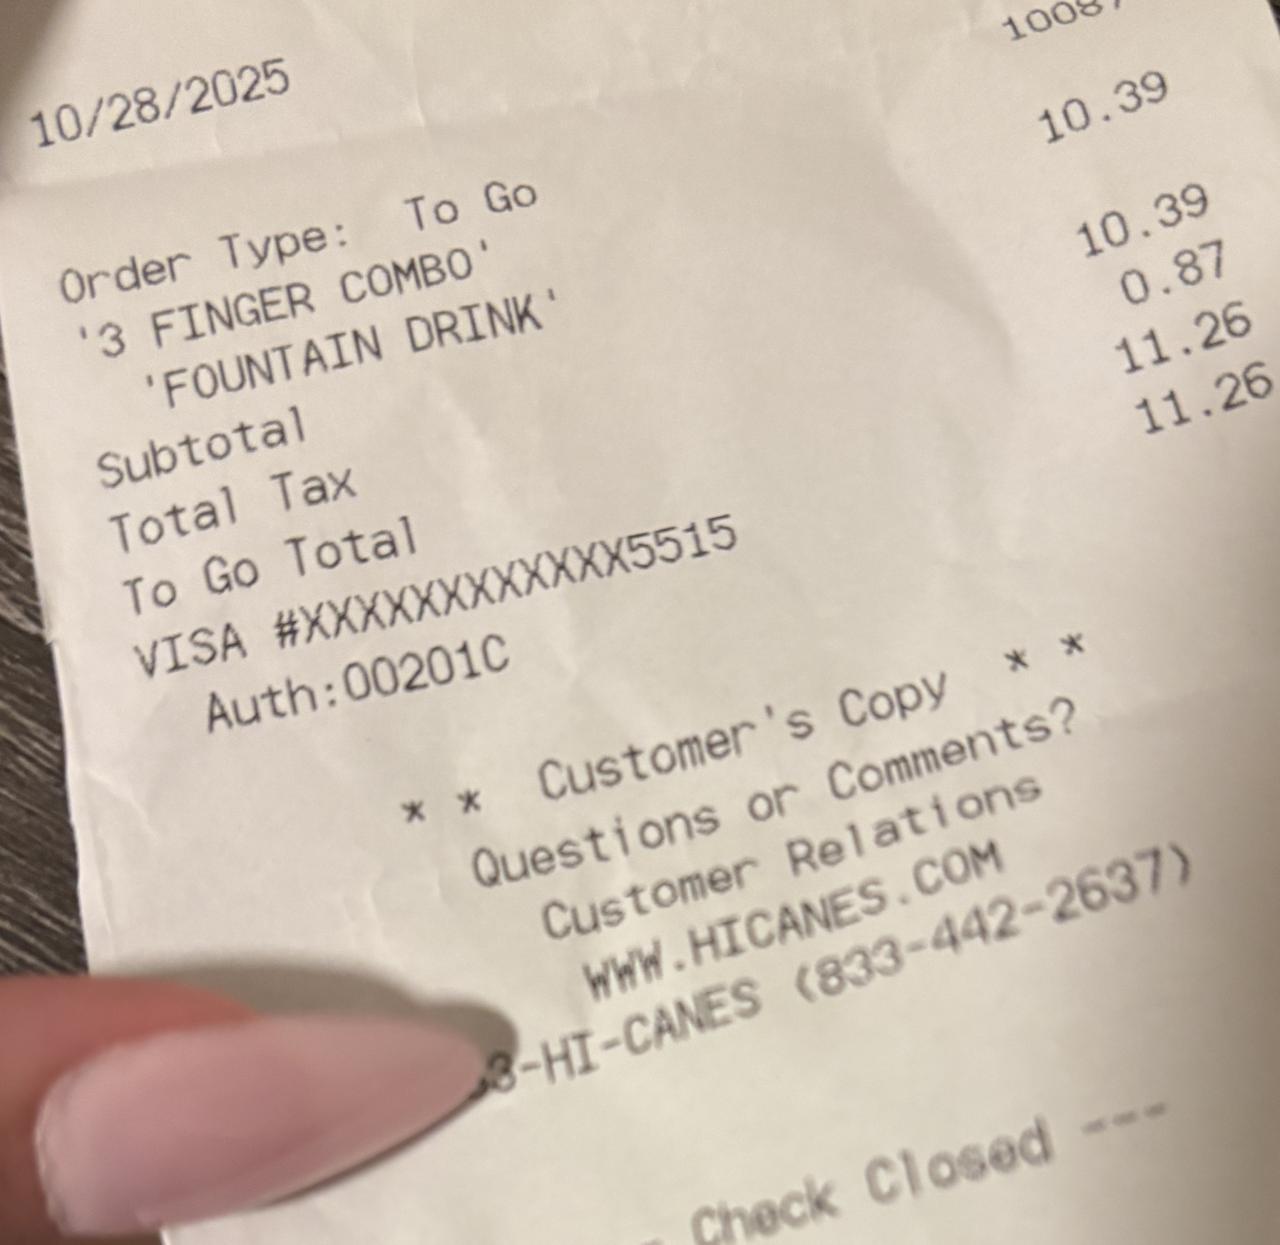 10/28/2025
Order Type: To Go
'3 FINGER COMBO' 10.39
'FOUNTAIN DRINK'
Subtotal 10.39
Total Tax 0.87
To Go Total 11.26
VISA #XXXXXXXXXXXX5515 11.26
Auth:00201C
* * Customer's Copy * *
Questions or Comments?
Customer Relations
WWW.HICANES.COM
3-HI-CANES (833-442-2637)
Check Closed ---